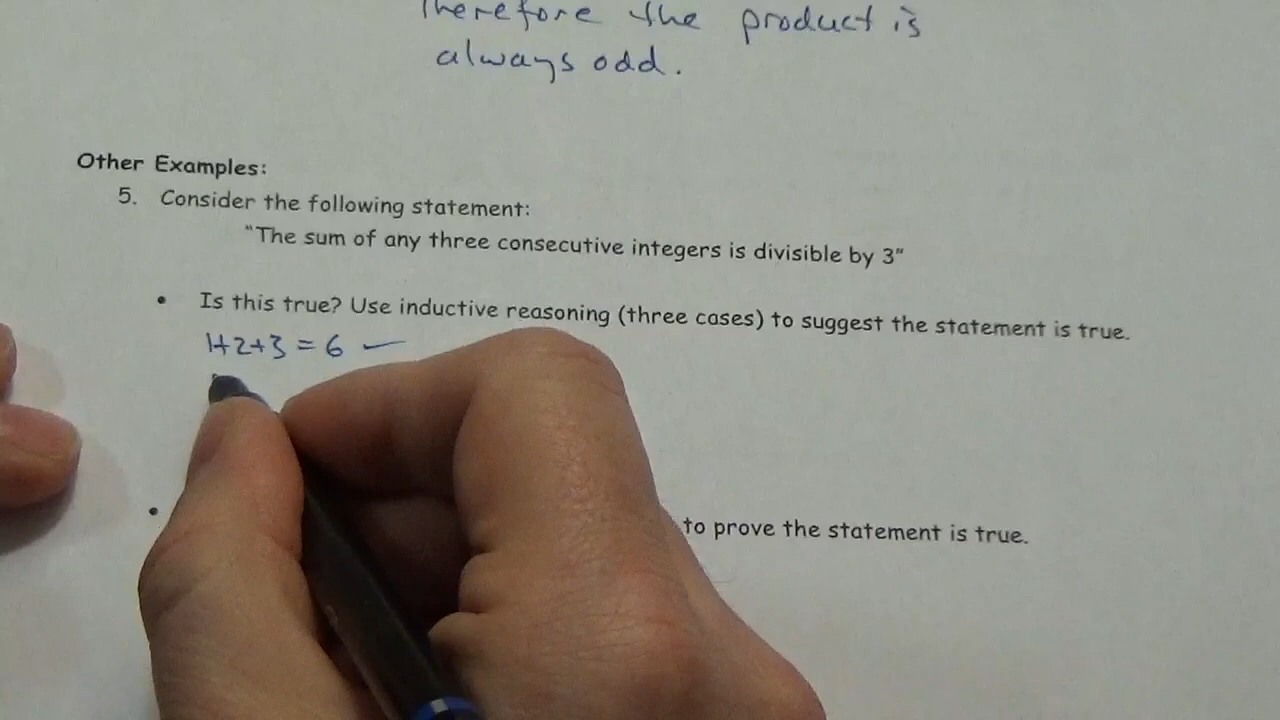 Therefore the product is
always odd.
Other Examples:
5. Consider the following statement:
"The sum of any three consecutive integers is divisible by 3"
• Is this true? Use inductive reasoning (three cases) to suggest the statement is true.
1+2+3 = 6
• to prove the statement is true.